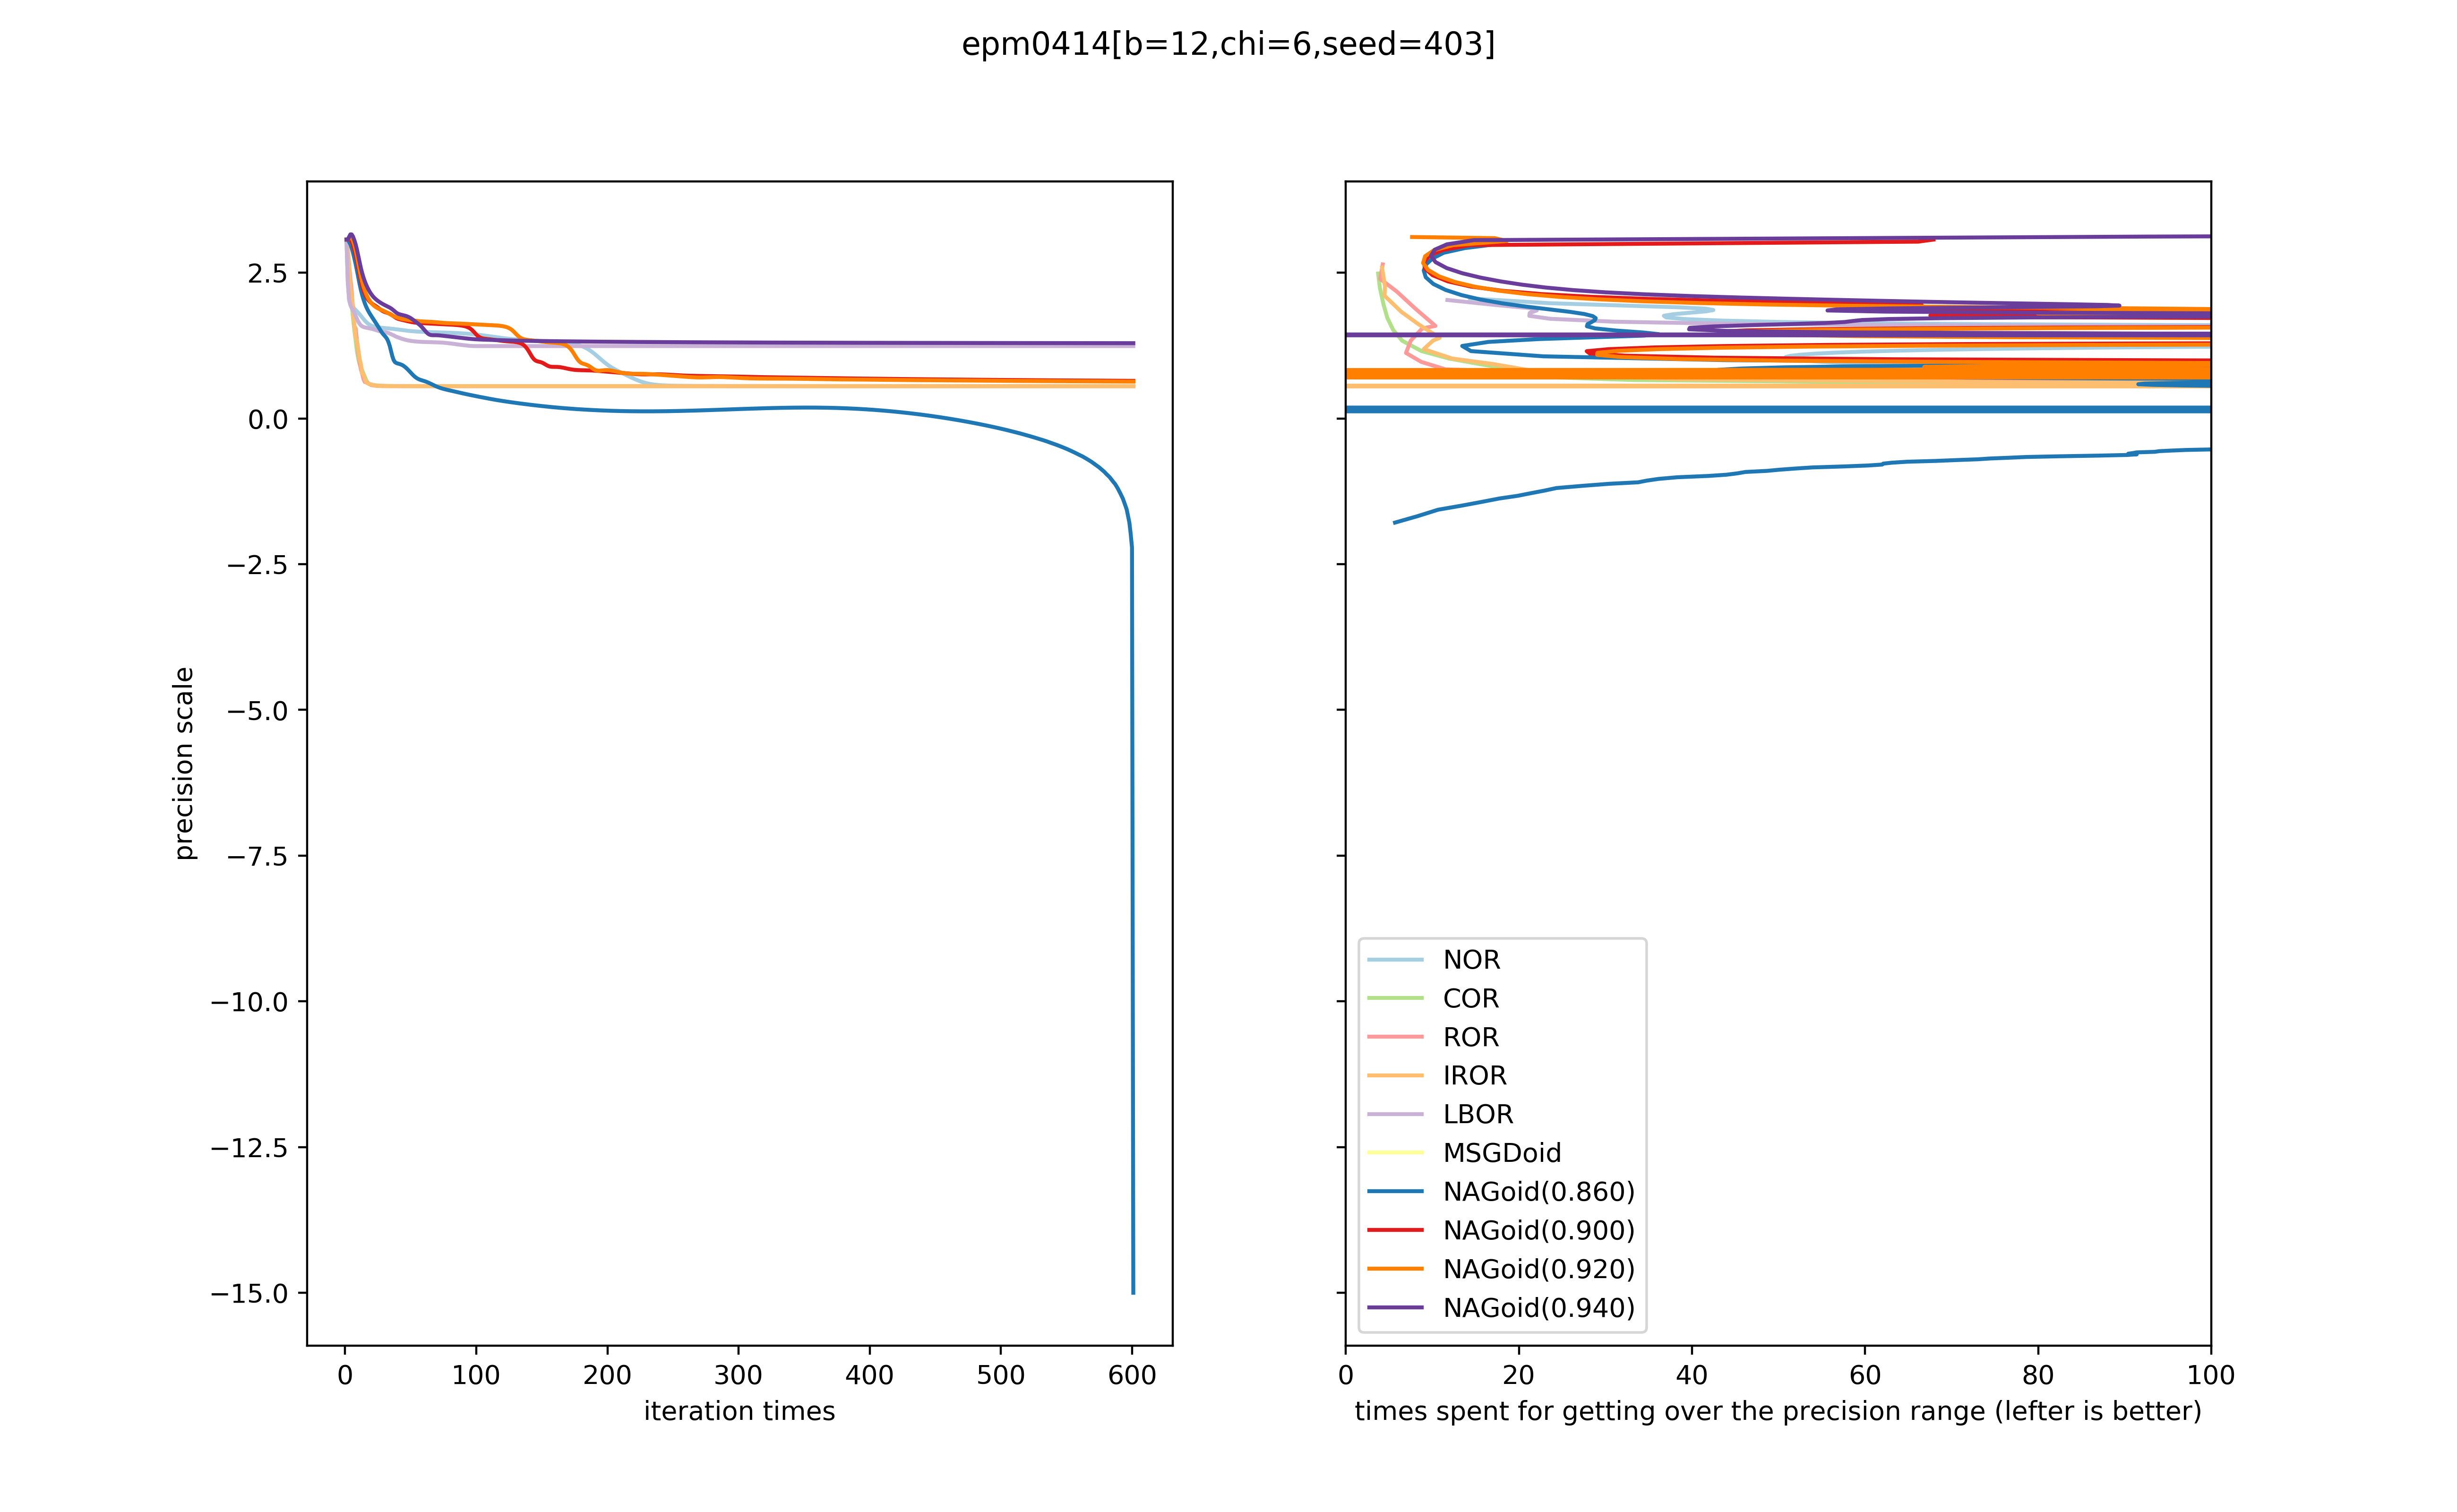 epm0414[b=12,chi=6,seed=403]
precision scale
2.5
0.0
−2.5
−5.0
−7.5
−10.0
−12.5
−15.0
0 100 200 300 400 500 600
iteration times
NOR
COR
ROR
IROR
LBOR
MSGDoid
NAGoid(0.860)
NAGoid(0.900)
NAGoid(0.920)
NAGoid(0.940)
0 20 40 60 80 100
times spent for getting over the precision range (lefter is better)